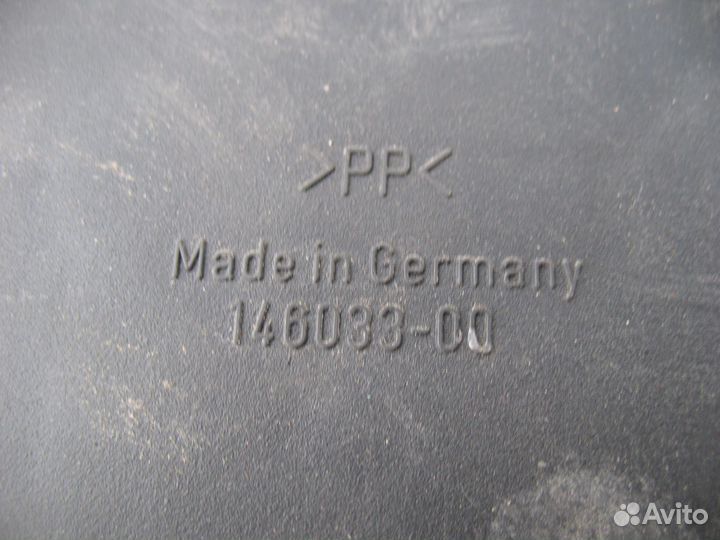 >PP<
Made in Germany
146033-00
Avito